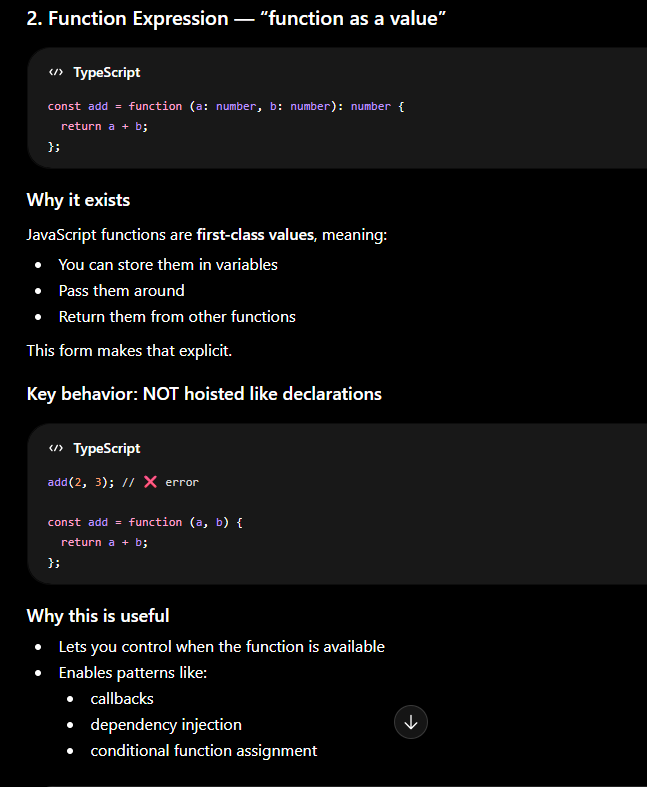 2. Function Expression — “function as a value”
</> TypeScript
const add = function (a: number, b: number): number {
  return a + b;
};
Why it exists
JavaScript functions are first-class values, meaning:
• You can store them in variables
• Pass them around
• Return them from other functions
This form makes that explicit.
Key behavior: NOT hoisted like declarations
</> TypeScript
add(2, 3); // ❌ error

const add = function (a, b) {
  return a + b;
};
Why this is useful
• Lets you control when the function is available
• Enables patterns like:
• callbacks
• dependency injection
• conditional function assignment